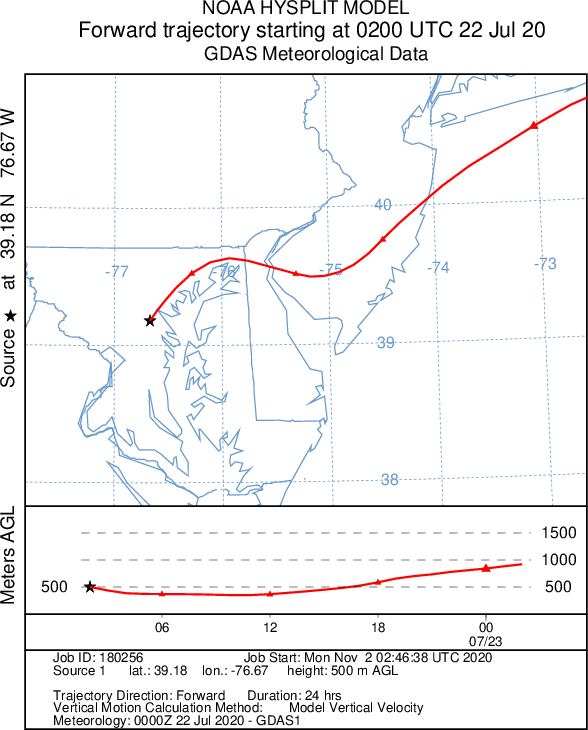 NOAA HYSPLIT MODEL
Forward trajectory starting at 0200 UTC 22 Jul 20
GDAS Meteorological Data
Source ★ at 39.18 N 76.67 W
40
-77
-76
-75
-74
-73
39
38
Meters AGL
1500
1000
500
500
06
12
18
00
07/23
Job ID: 180256 Job Start: Mon Nov 2 02:46:38 UTC 2020
Source 1 lat.: 39.18 lon.: -76.67 height: 500 m AGL
Trajectory Direction: Forward Duration: 24 hrs
Vertical Motion Calculation Method: Model Vertical Velocity
Meteorology: 0000Z 22 Jul 2020 - GDAS1